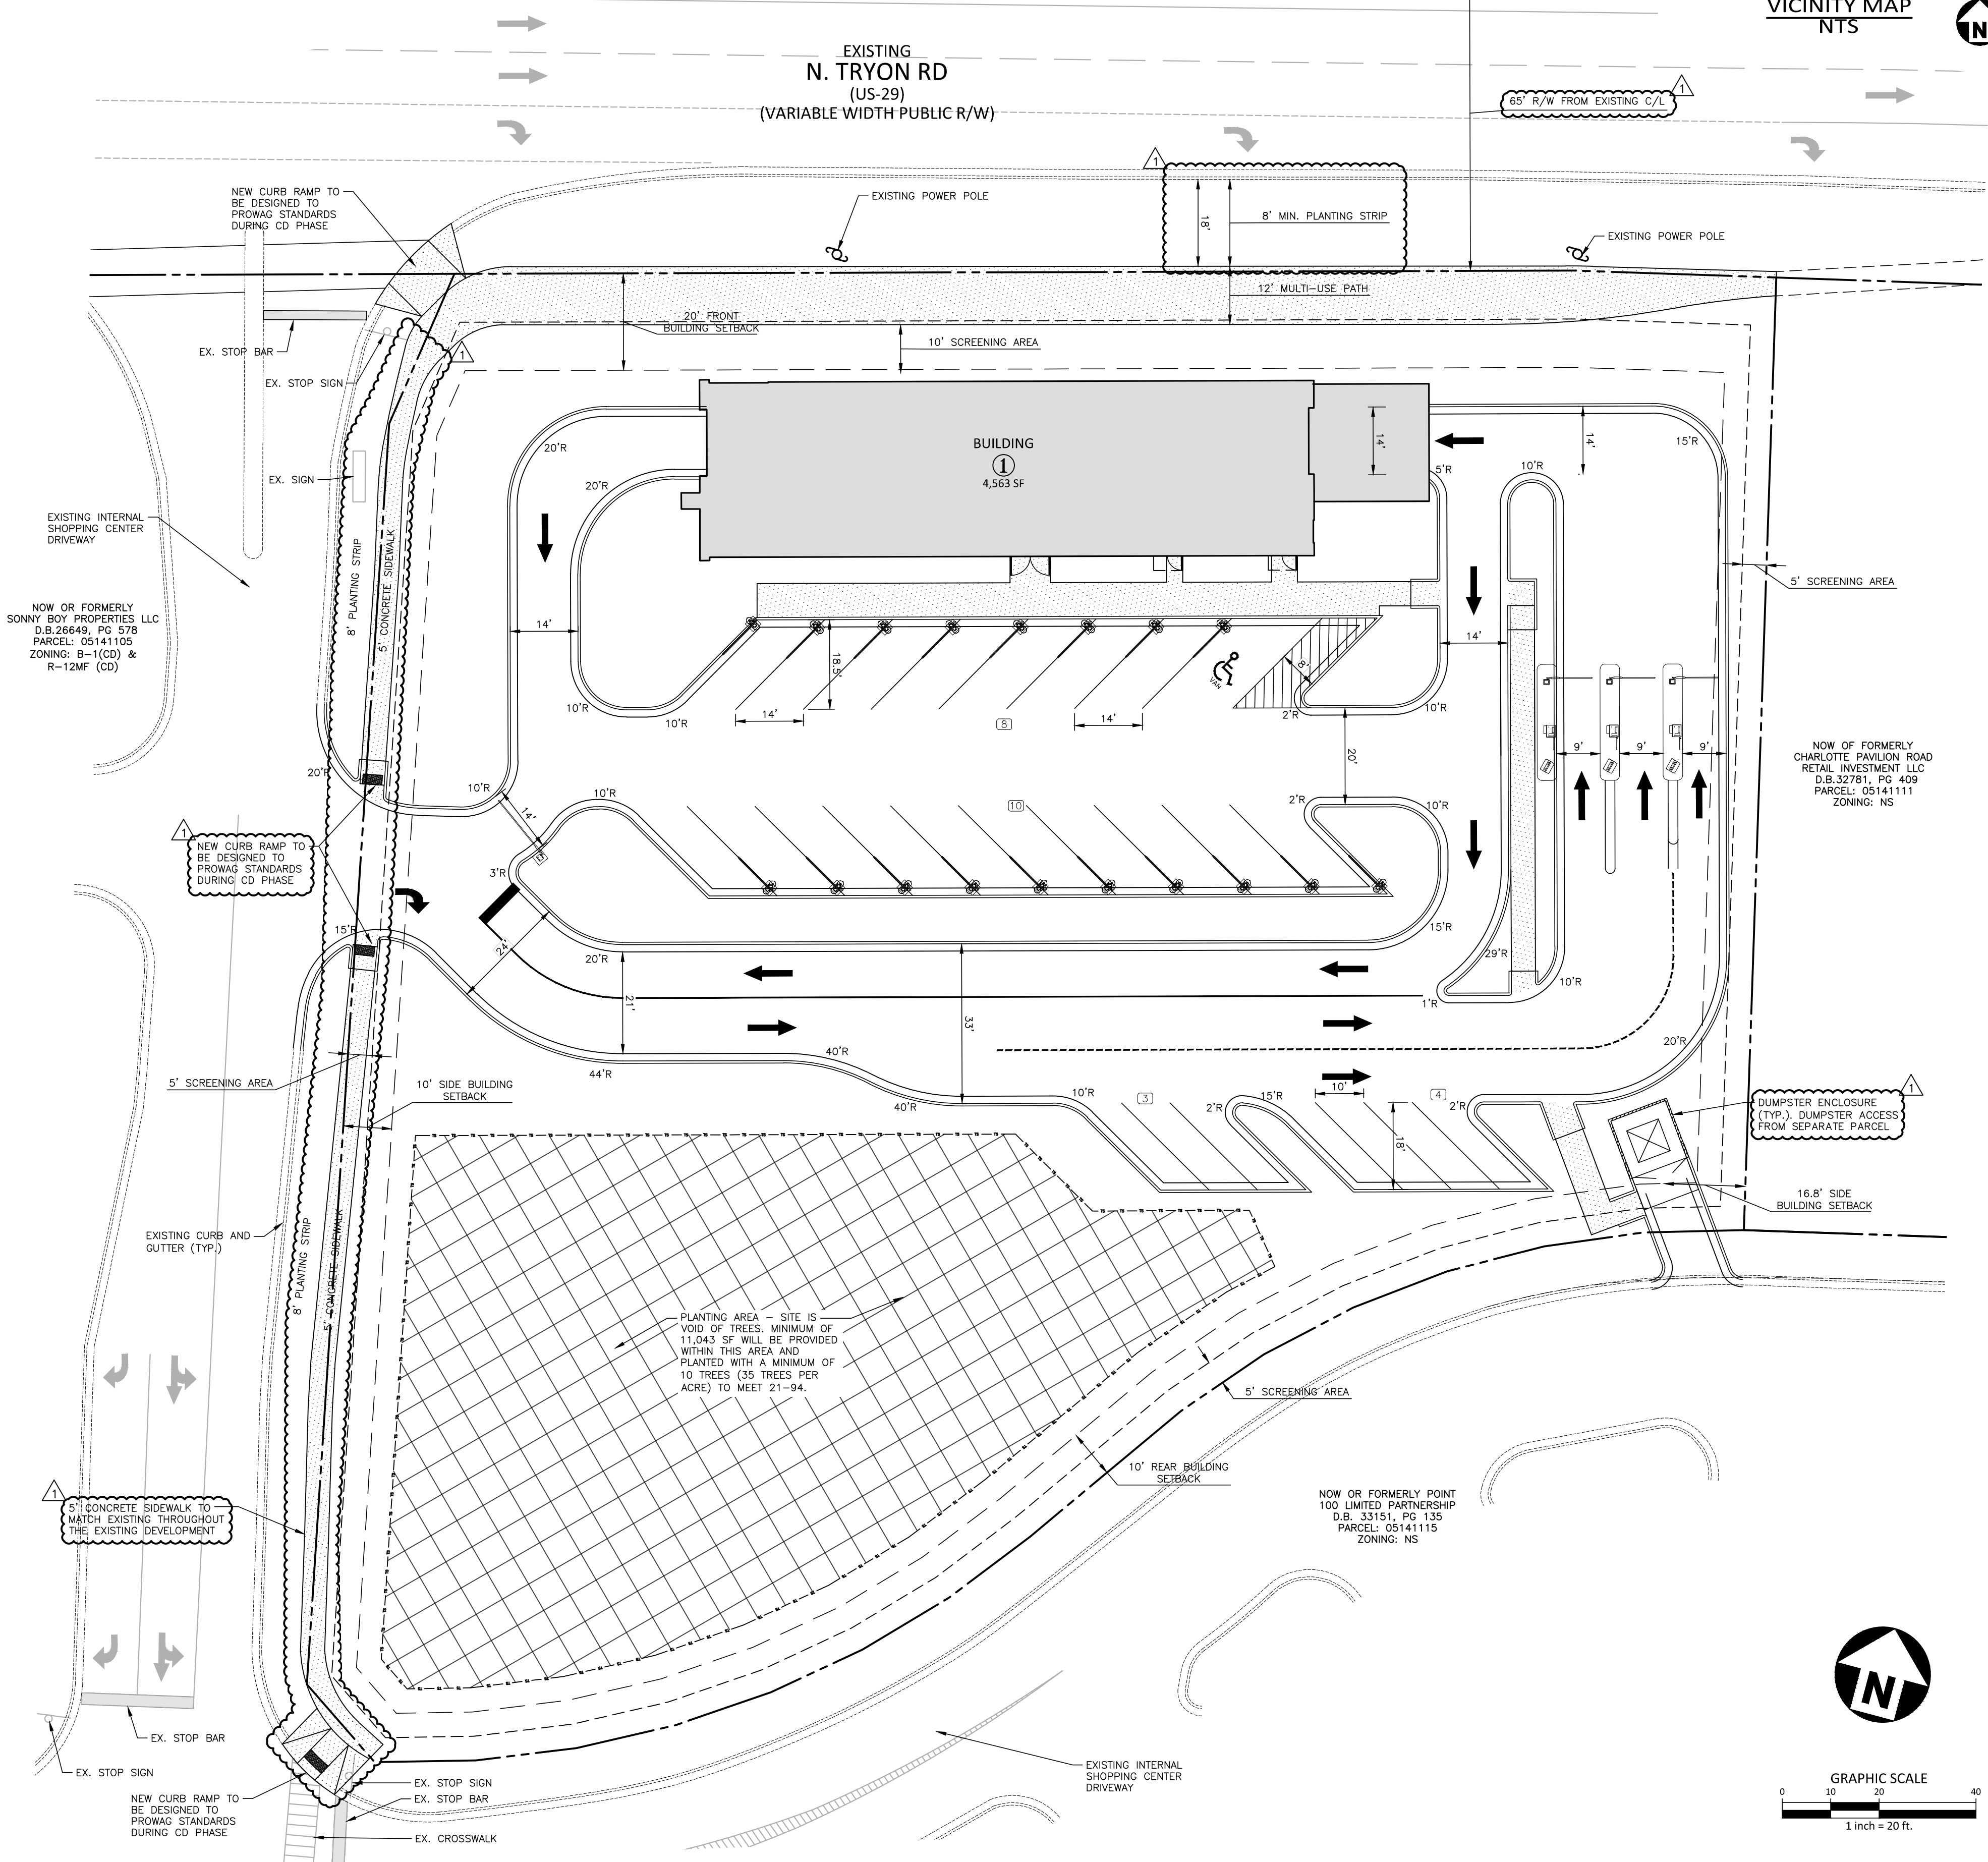 VICINITY MAP
NTS
N
EXISTING
N. TRYON RD
(US-29)
(VARIABLE WIDTH PUBLIC R/W)
65' R/W FROM EXISTING C/L
1
1
NEW CURB RAMP TO
BE DESIGNED TO
PROWAG STANDARDS
DURING CD PHASE
EXISTING POWER POLE
18'
8' MIN. PLANTING STRIP
EXISTING POWER POLE
12' MULTI-USE PATH
20' FRONT
BUILDING SETBACK
10' SCREENING AREA
EX. STOP BAR
1
EX. STOP SIGN
EX. SIGN
20'R
20'R
BUILDING
1
4,563 SF
14'
5'R
10'R
14'
15'R
EXISTING INTERNAL
SHOPPING CENTER
DRIVEWAY
8' PLANTING STRIP
5' CONCRETE SIDEWALK
5' SCREENING AREA
NOW OR FORMERLY
SONNY BOY PROPERTIES LLC
D.B.26649, PG 578
PARCEL: 05141105
ZONING: B-1(CD) &
R-12MF (CD)
14'
18.5'
VAN
8'
14'
10'R
10'R
14'
8
14'
2'R
10'R
9'
9'
9'
NOW OF FORMERLY
CHARLOTTE PAVILION ROAD
RETAIL INVESTMENT LLC
D.B.32781, PG 409
PARCEL: 05141111
ZONING: NS
20'
20'R
10'R
14'
10'R
10
2'R
10'R
1
NEW CURB RAMP TO
BE DESIGNED TO
PROWAG STANDARDS
DURING CD PHASE
3'R
15'R
24'
20'R
15'R
29'R
10'R
21'
33'
1'R
20'R
5' SCREENING AREA
10' SIDE BUILDING
SETBACK
44'R
40'R
40'R
10'R
3
2'R
15'R
10'
4
2'R
18'
1
DUMPSTER ENCLOSURE
(TYP.). DUMPSTER ACCESS
FROM SEPARATE PARCEL
16.8' SIDE
BUILDING SETBACK
EXISTING CURB AND
GUTTER (TYP.)
8' PLANTING STRIP
5' CONCRETE SIDEWALK
PLANTING AREA - SITE IS
VOID OF TREES. MINIMUM OF
11,043 SF WILL BE PROVIDED
WITHIN THIS AREA AND
PLANTED WITH A MINIMUM OF
10 TREES (35 TREES PER
ACRE) TO MEET 21-94.
5' SCREENING AREA
10' REAR BUILDING
SETBACK
1
5' CONCRETE SIDEWALK TO
MATCH EXISTING THROUGHOUT
THE EXISTING DEVELOPMENT
NOW OR FORMERLY POINT
100 LIMITED PARTNERSHIP
D.B. 33151, PG 135
PARCEL: 05141115
ZONING: NS
N
EX. STOP BAR
EX. STOP SIGN
NEW CURB RAMP TO
BE DESIGNED TO
PROWAG STANDARDS
DURING CD PHASE
EX. STOP SIGN
EX. STOP BAR
EX. CROSSWALK
EXISTING INTERNAL
SHOPPING CENTER
DRIVEWAY
GRAPHIC SCALE
0 10 20 40
1 inch = 20 ft.